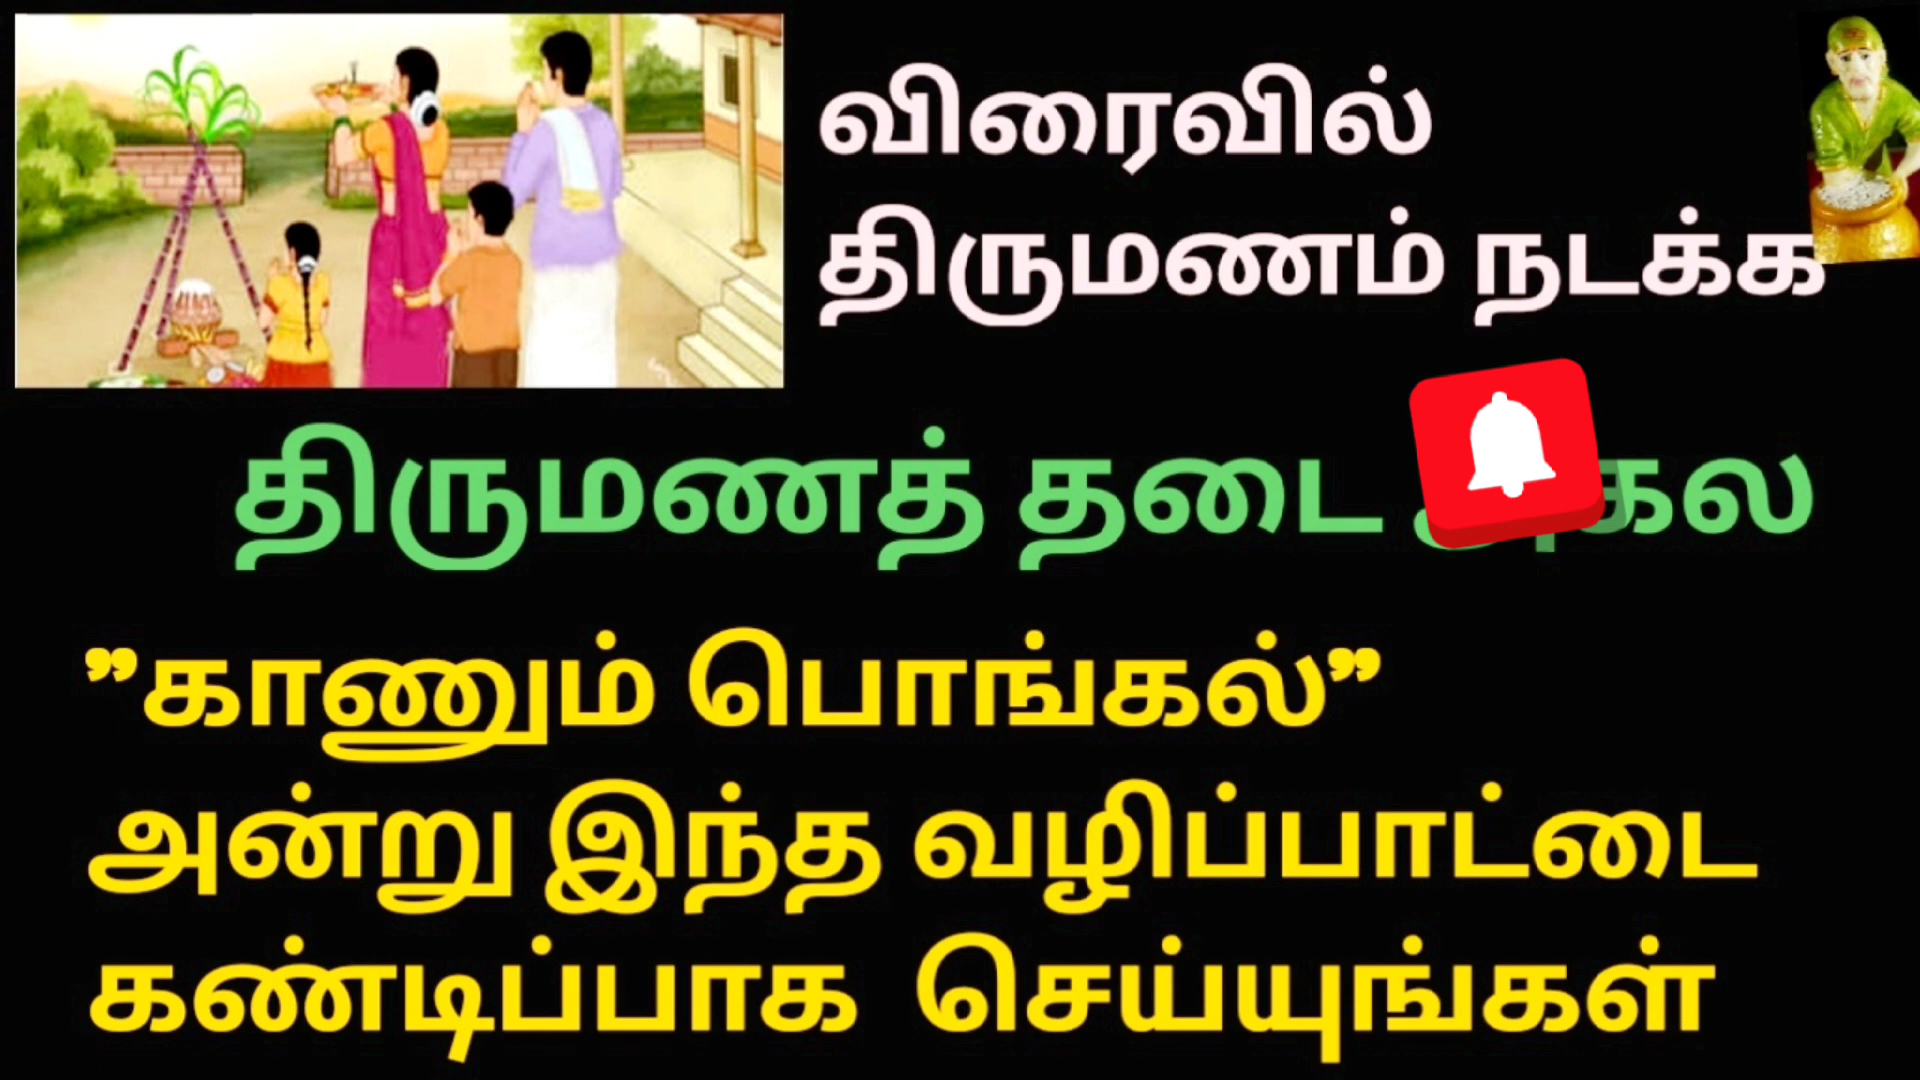 விரைவில்
திருமணம் நடக்க
திருமணத் தடை
"காணும் பொங்கல்"
அன்று இந்த வழிப்பாட்டை
கண்டிப்பாக செய்யுங்கள்